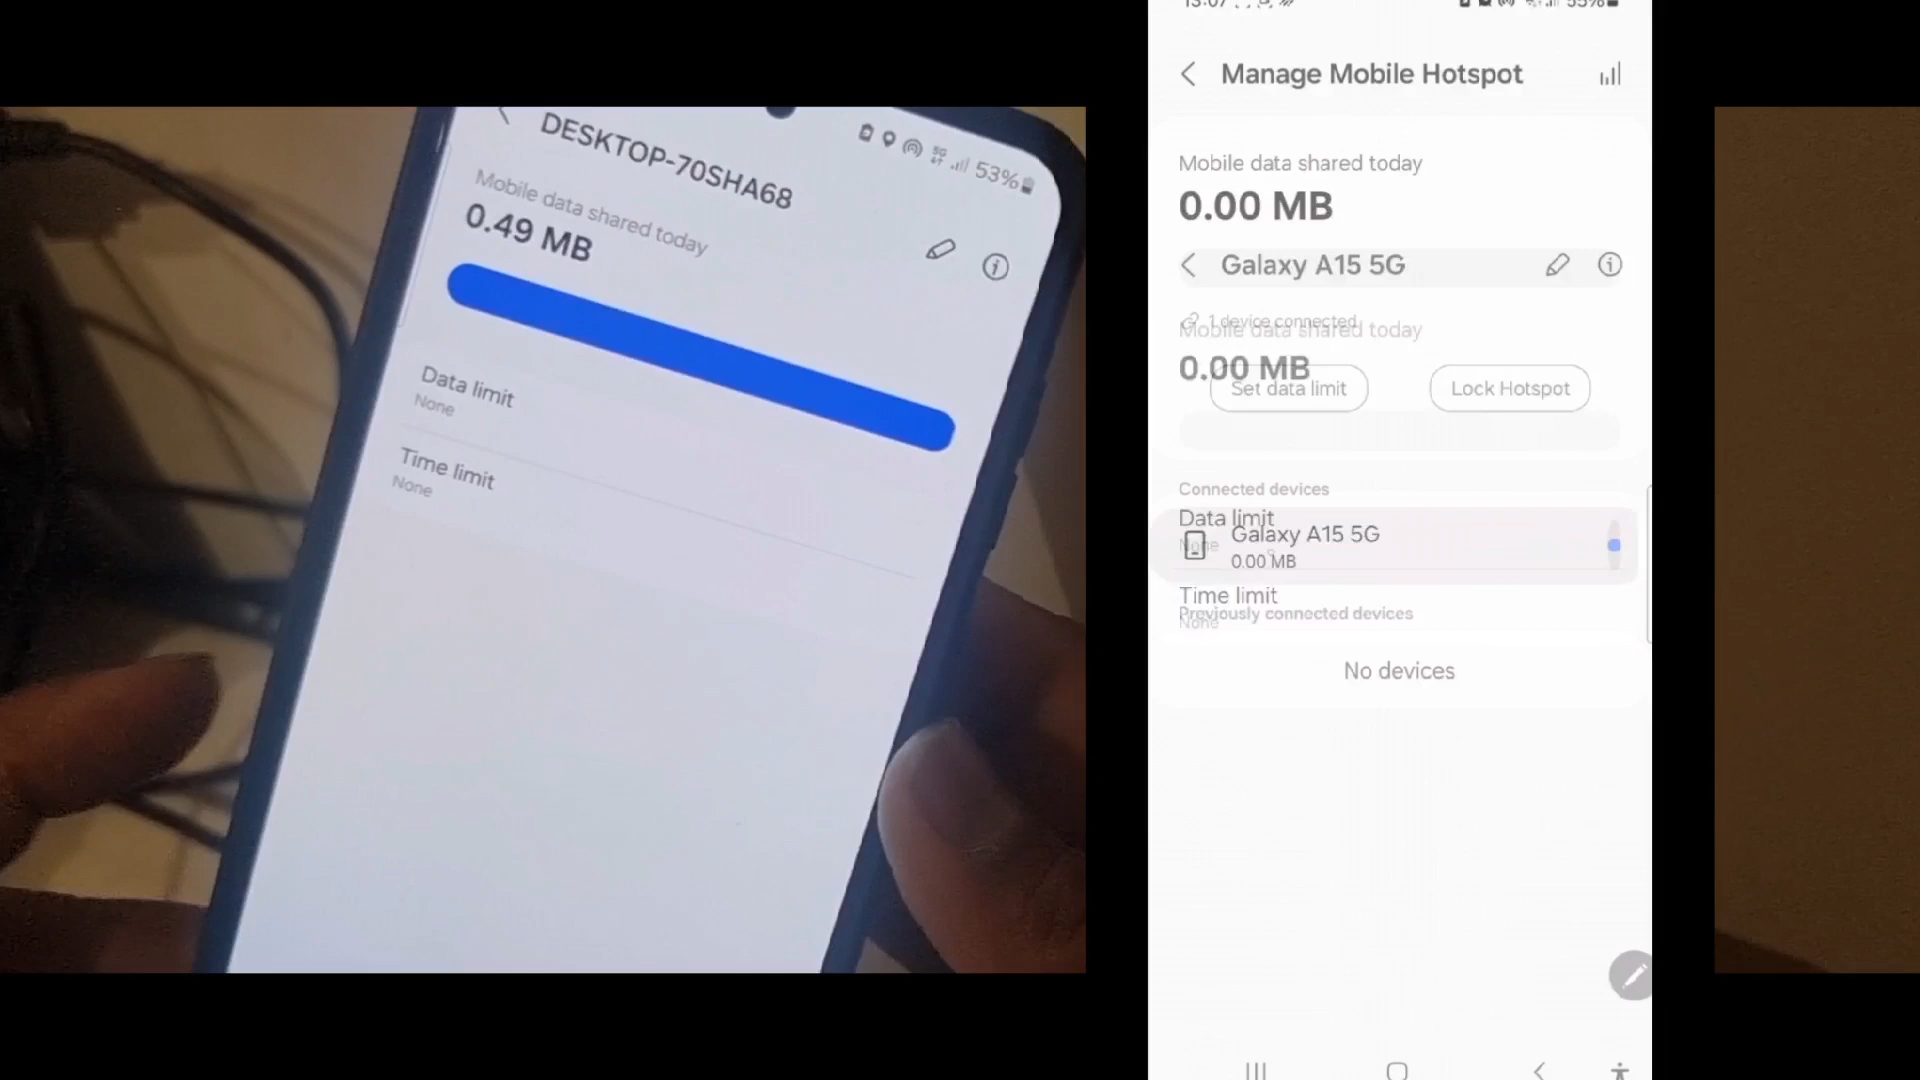 DESKTOP-70SHA68
53%
Mobile data shared today
0.49 MB
Data limit
None
Time limit
None
13:07
55%
Manage Mobile Hotspot
Mobile data shared today
0.00 MB
Galaxy A15 5G
1 device connected
Mobile data shared today
0.00 MB
Set data limit
Lock Hotspot
Connected devices
Data limit
None
Galaxy A15 5G
0.00 MB
Time limit
None
Previously connected devices
No devices